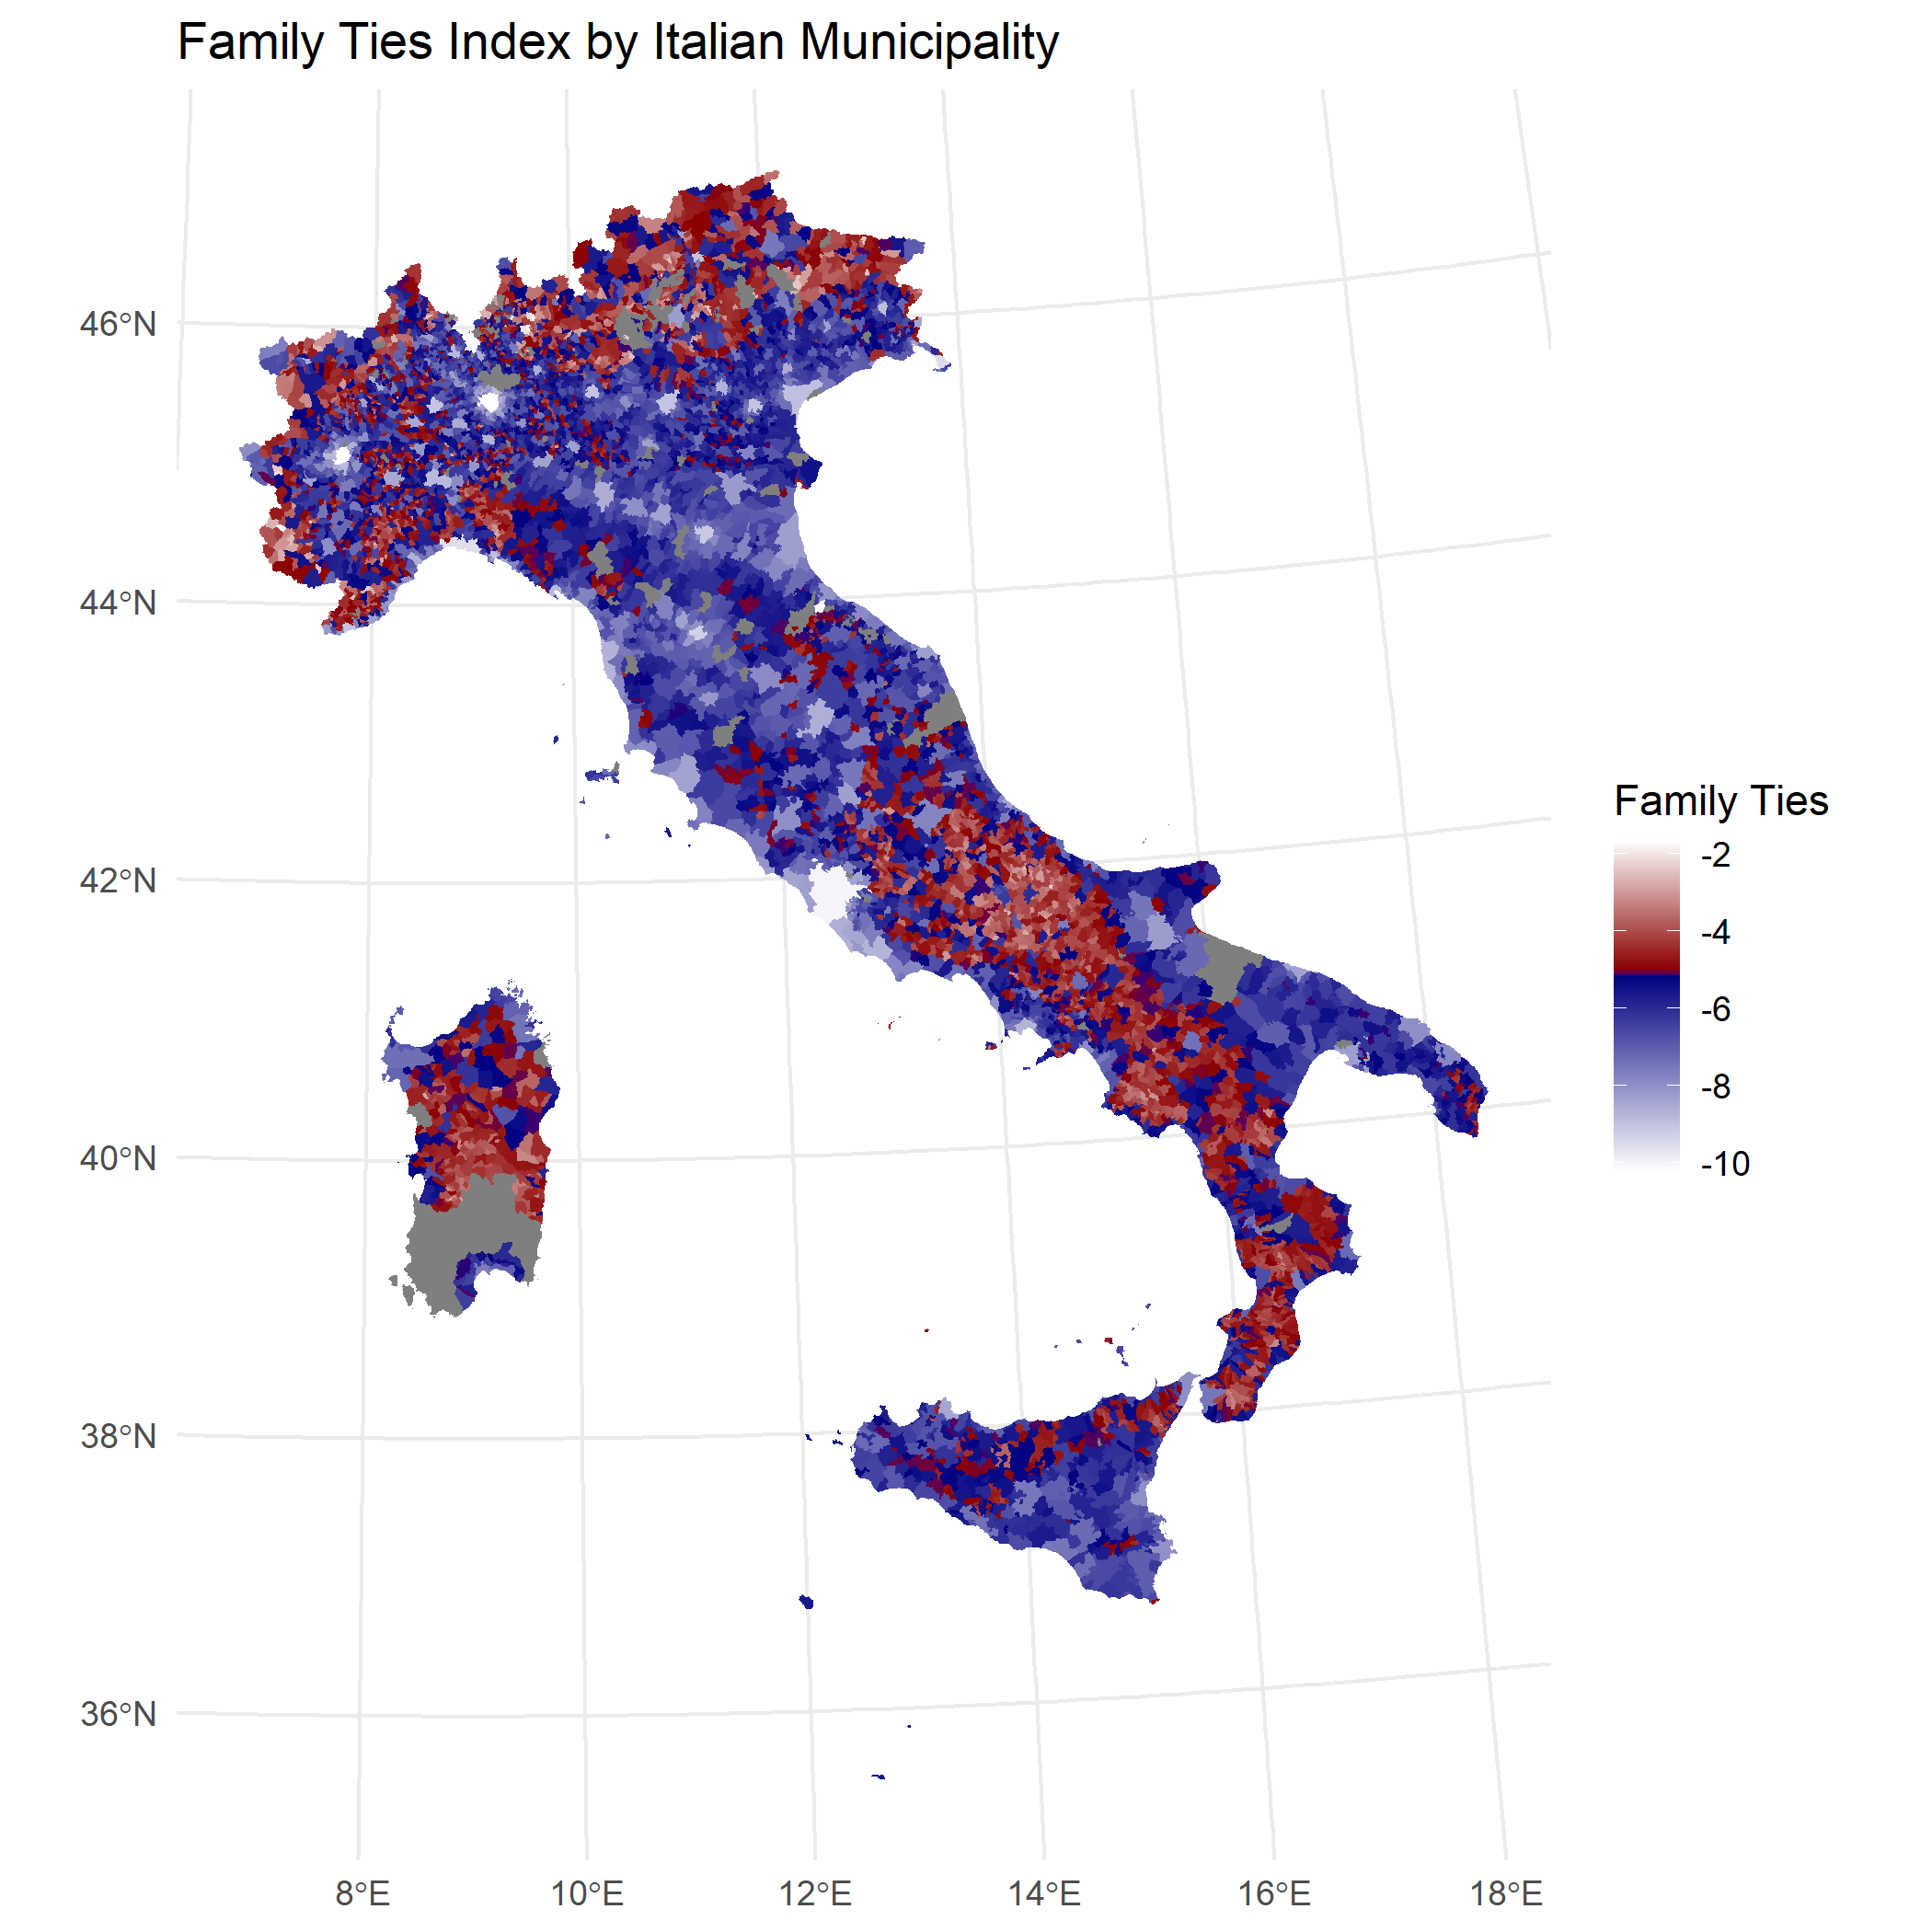 Family Ties Index by Italian Municipality
46°N
44°N
42°N
40°N
38°N
36°N
8°E
10°E
12°E
14°E
16°E
18°E
Family Ties
-2
-4
-6
-8
-10